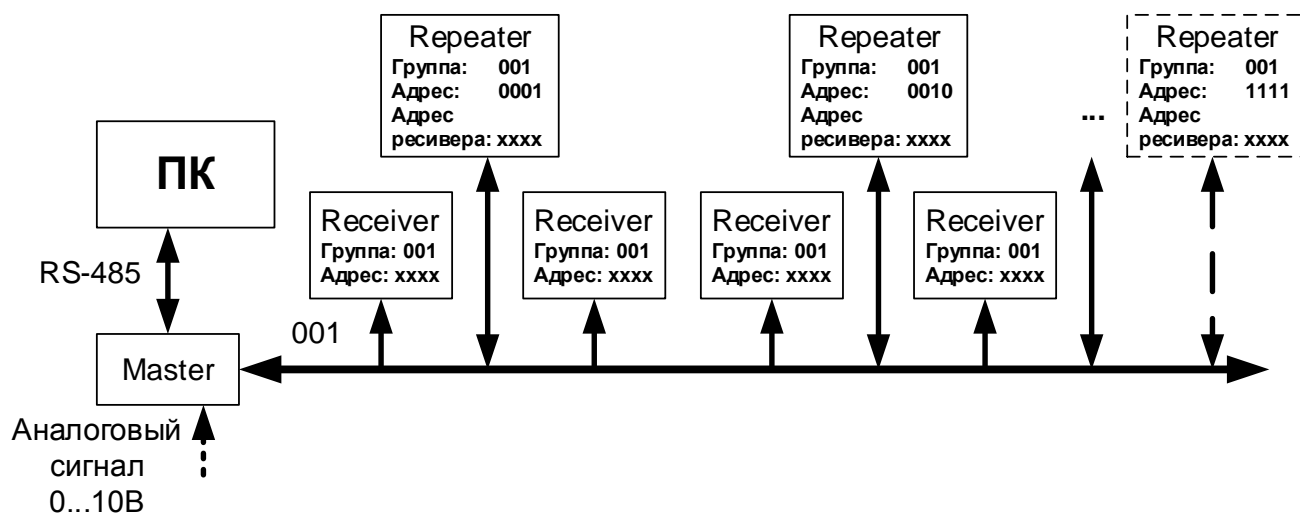 Repeater
Группа: 001
Адрес: 0001
Адрес
ресивера: xxxx
Repeater
Группа: 001
Адрес: 0010
Адрес
ресивера: xxxx
...
Repeater
Группа: 001
Адрес: 1111
Адрес
ресивера: xxxx
ПК
RS-485
Receiver
Группа: 001
Адрес: xxxx
Receiver
Группа: 001
Адрес: xxxx
Receiver
Группа: 001
Адрес: xxxx
Receiver
Группа: 001
Адрес: xxxx
001
Master
Аналоговый
сигнал
0...10В